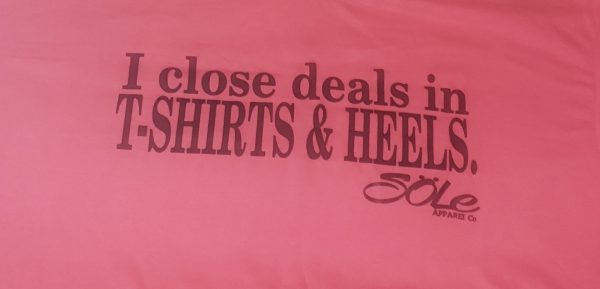 I close deals in
T-SHIRTS & HEELS.
SöLe
APPAREL Co.